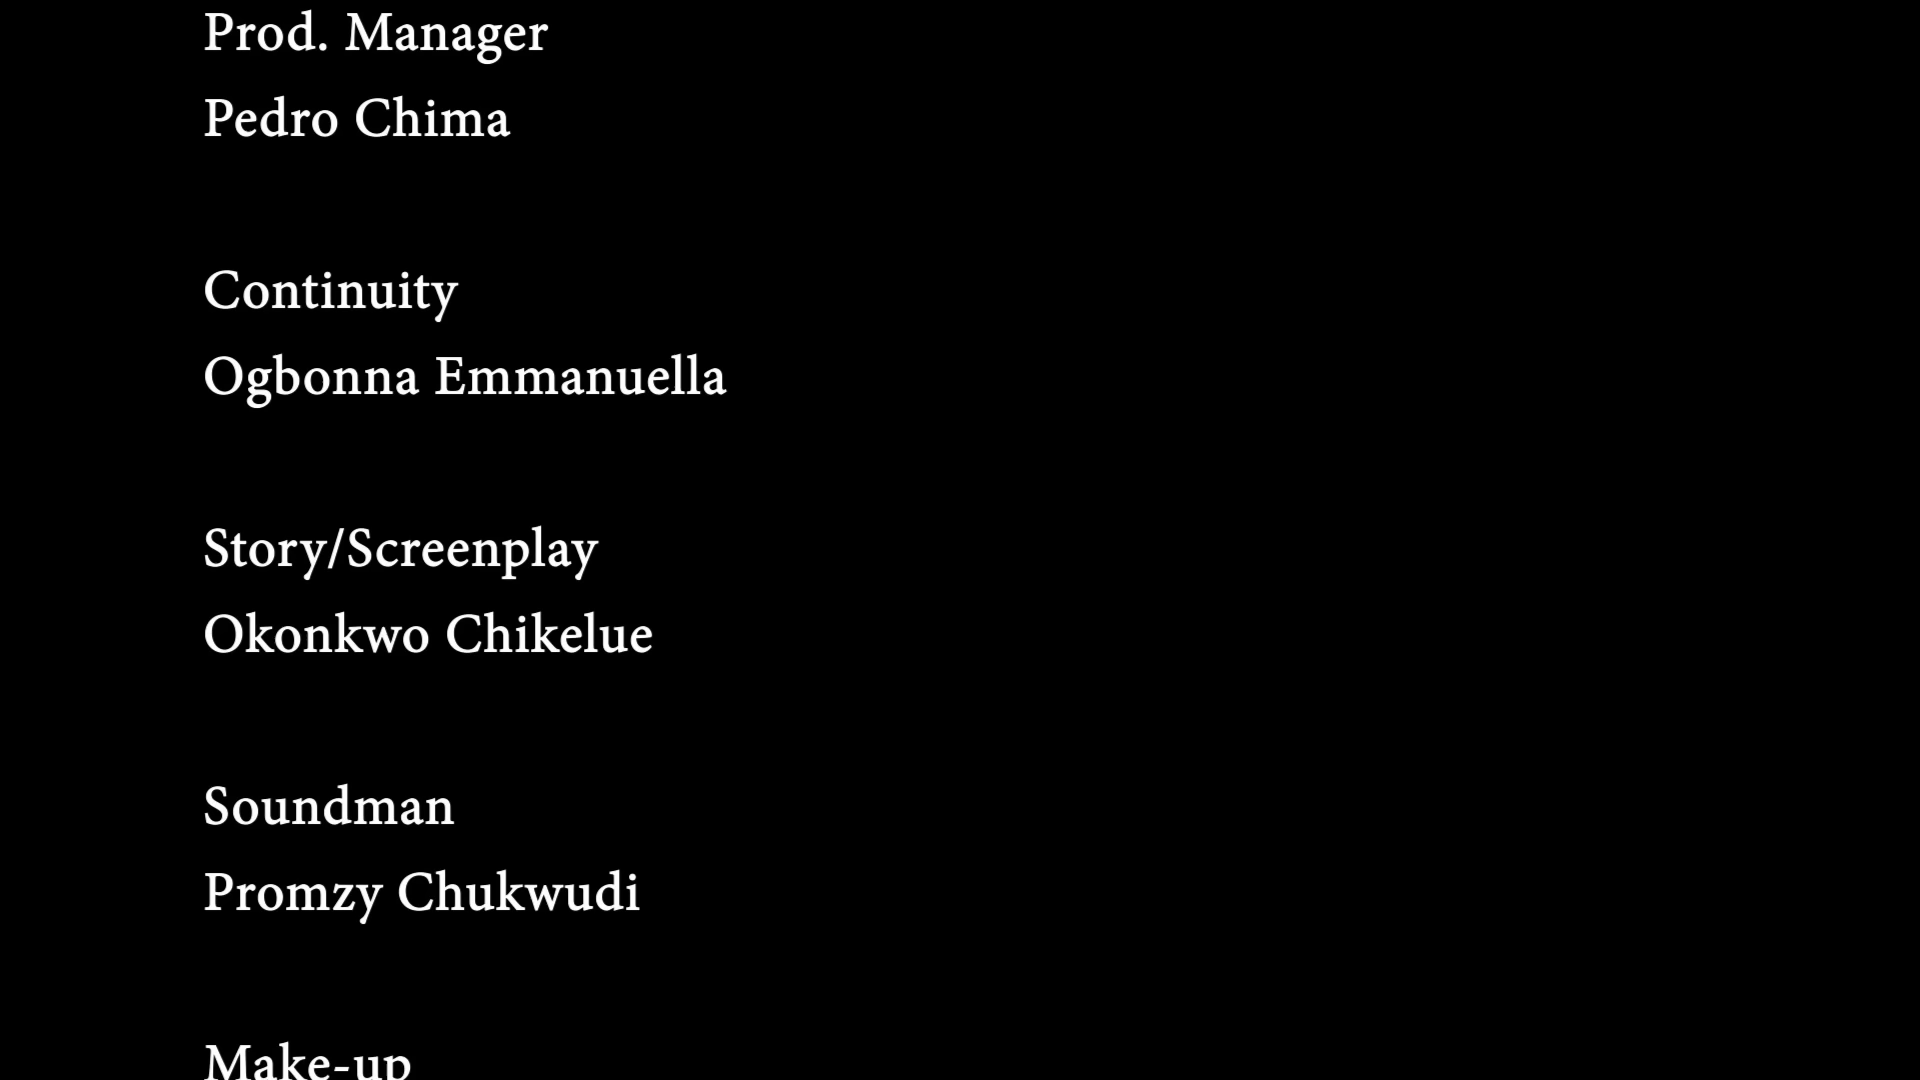 Prod. Manager
Pedro Chima
Continuity
Ogbonna Emmanuella
Story/Screenplay
Okonkwo Chikelue
Soundman
Promzy Chukwudi
Make-up